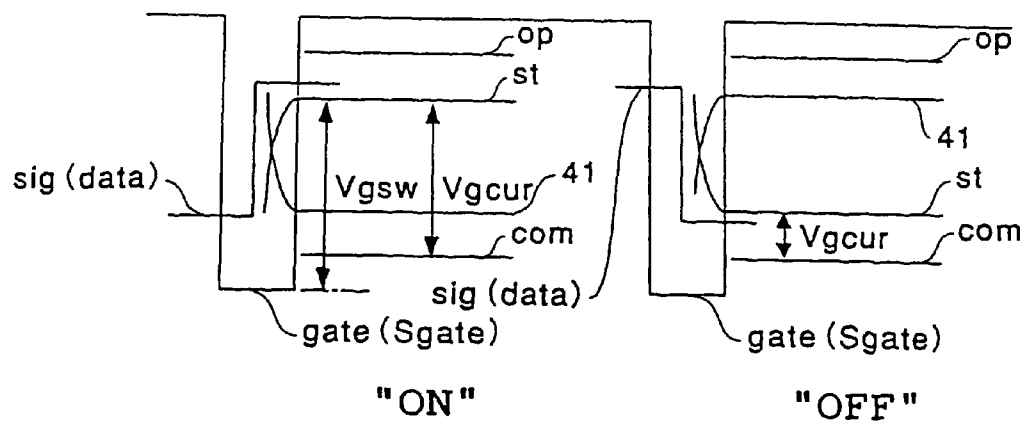 op
op
st
sig (data)
Vgsw
Vgcur
41
41
st
com
Vgcur
com
sig (data)
gate (Sgate)
gate (Sgate)
"ON"
"OFF"